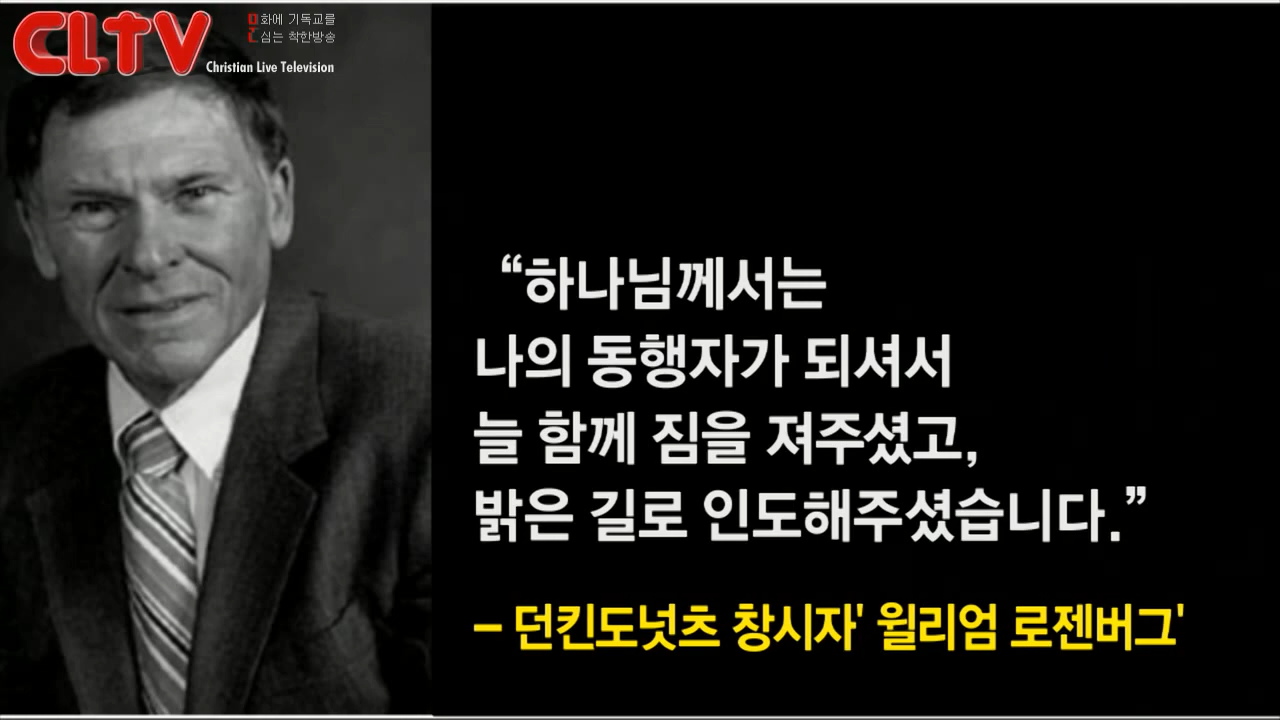 CLTV
문화에 기독교를
심는 착한방송
Christian Live Television
“하나님께서는
나의 동행자가 되셔서
늘 함께 짐을 져주셨고,
밝은 길로 인도해주셨습니다.”
– 던킨도넛츠 창시자' 윌리엄 로젠버그'